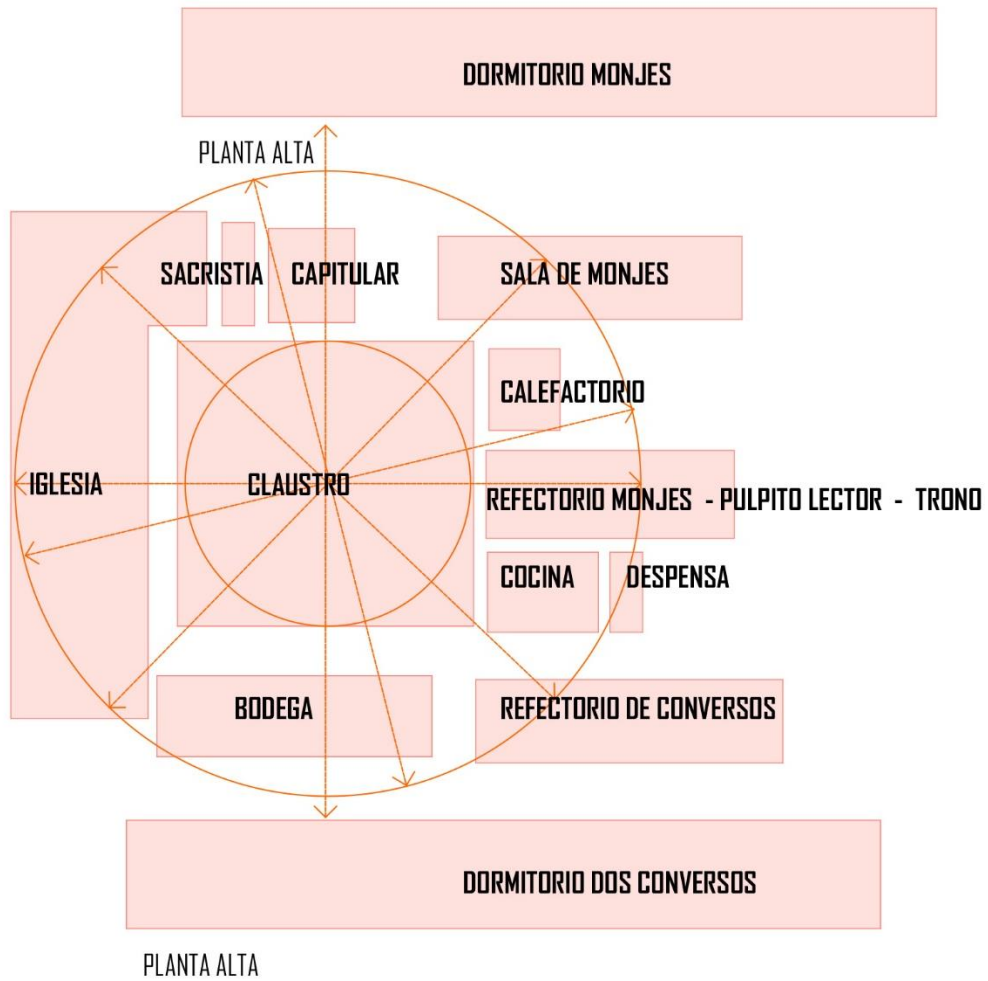 DORMITORIO MONJES
PLANTA ALTA
SACRISTIA
CAPITULAR
SALA DE MONJES
CALEFACTORIO
IGLESIA
CLAUSTRO
REFECTORIO MONJES - PULPITO LECTOR - TRONO
COCINA
DESPENSA
BODEGA
REFECTORIO DE CONVERSOS
DORMITORIO DOS CONVERSOS
PLANTA ALTA